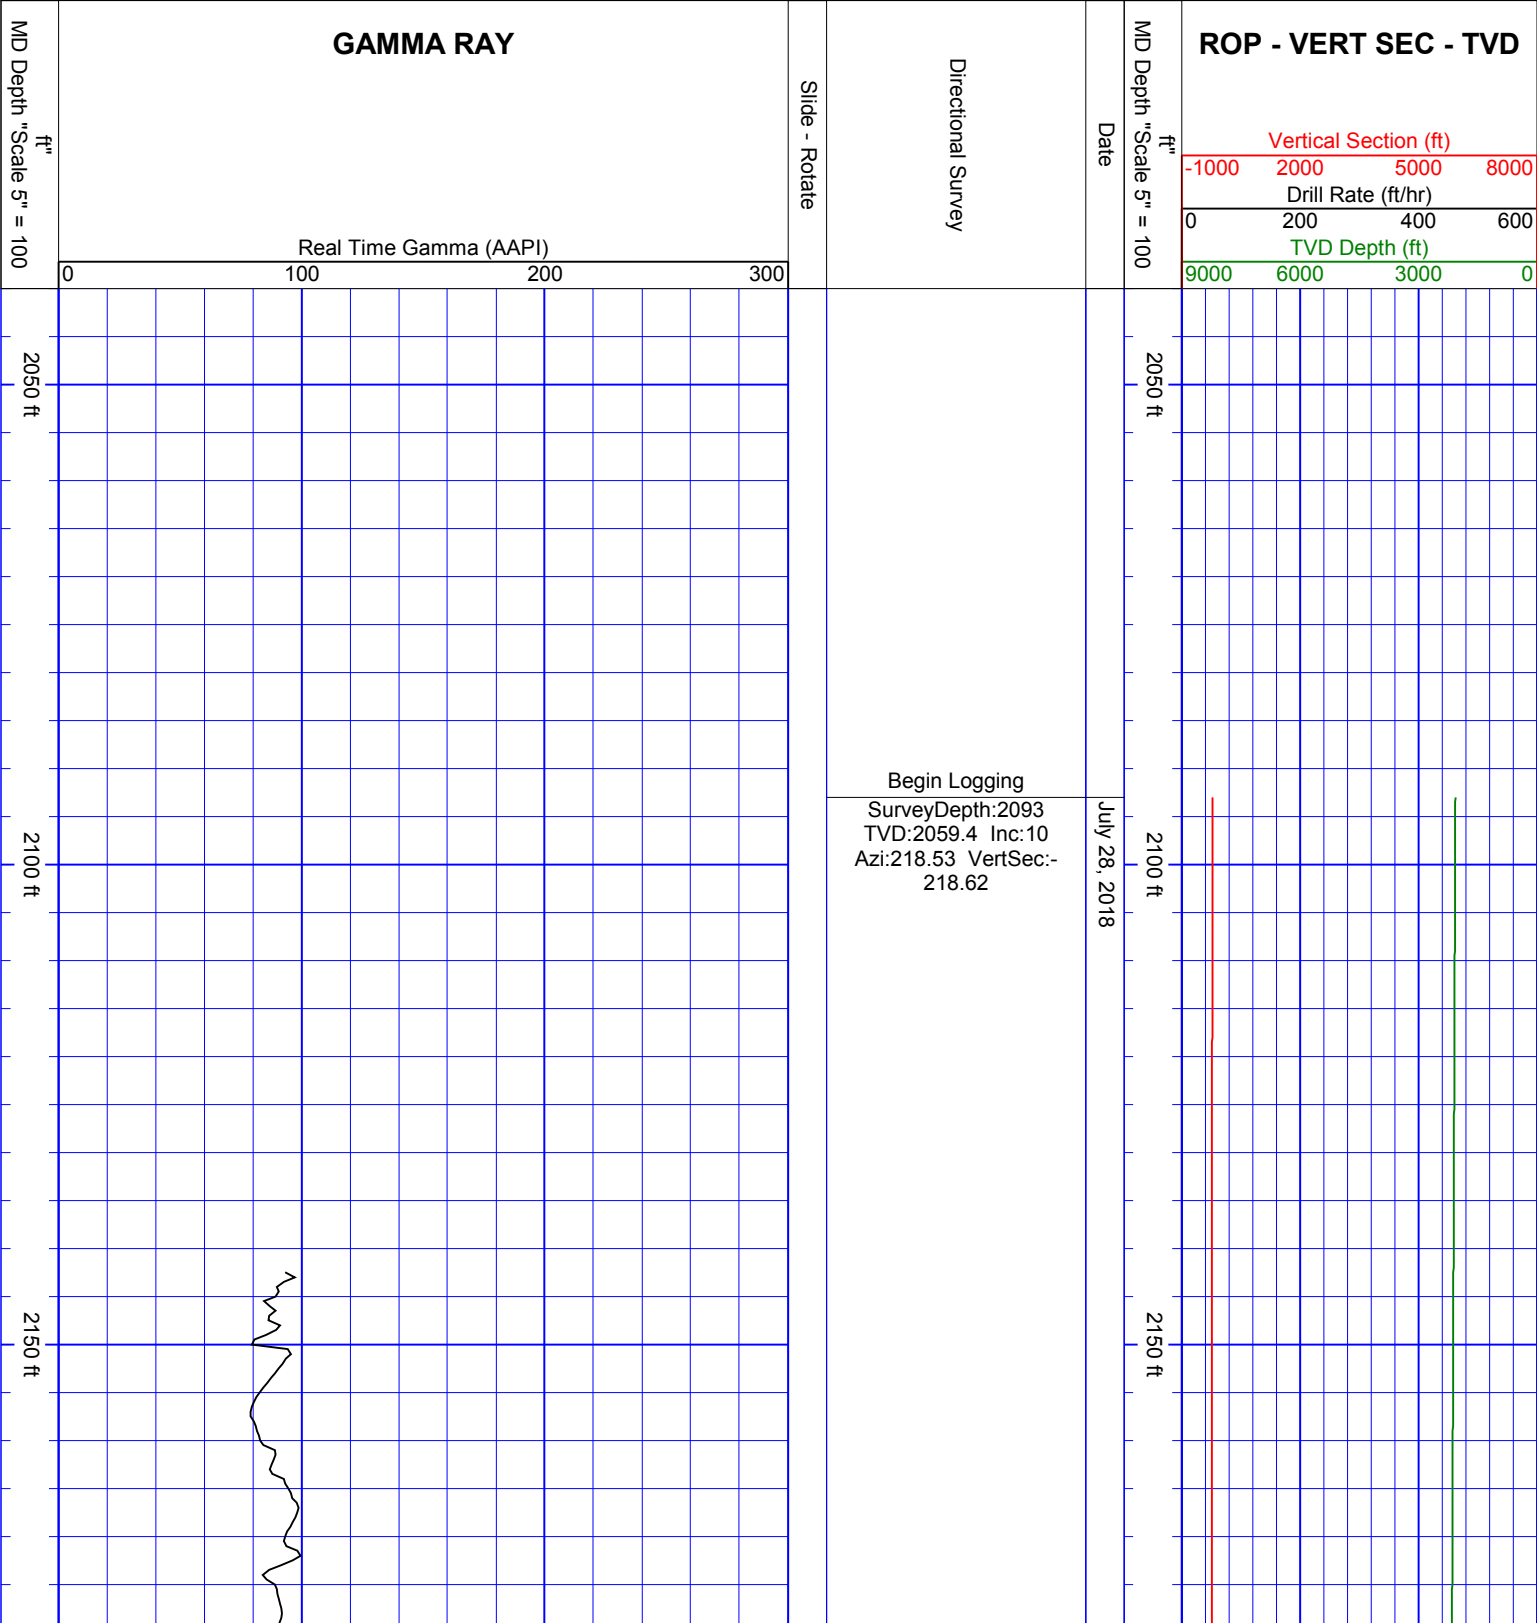 MD Depth "Scale 5" = 100
ft"
GAMMA RAY
Real Time Gamma (AAPI)
0 100 200 300
Slide - Rotate
Directional Survey
Date
MD Depth "Scale 5" = 100
ft"
ROP - VERT SEC - TVD
Vertical Section (ft)
-1000 2000 5000 8000
Drill Rate (ft/hr)
0 200 400 600
TVD Depth (ft)
9000 6000 3000 0
2050 ft
2050 ft
Begin Logging
SurveyDepth:2093
TVD:2059.4 Inc:10
Azi:218.53 VertSec:-
218.62
July 28, 2018
2100 ft
2100 ft
2150 ft
2150 ft